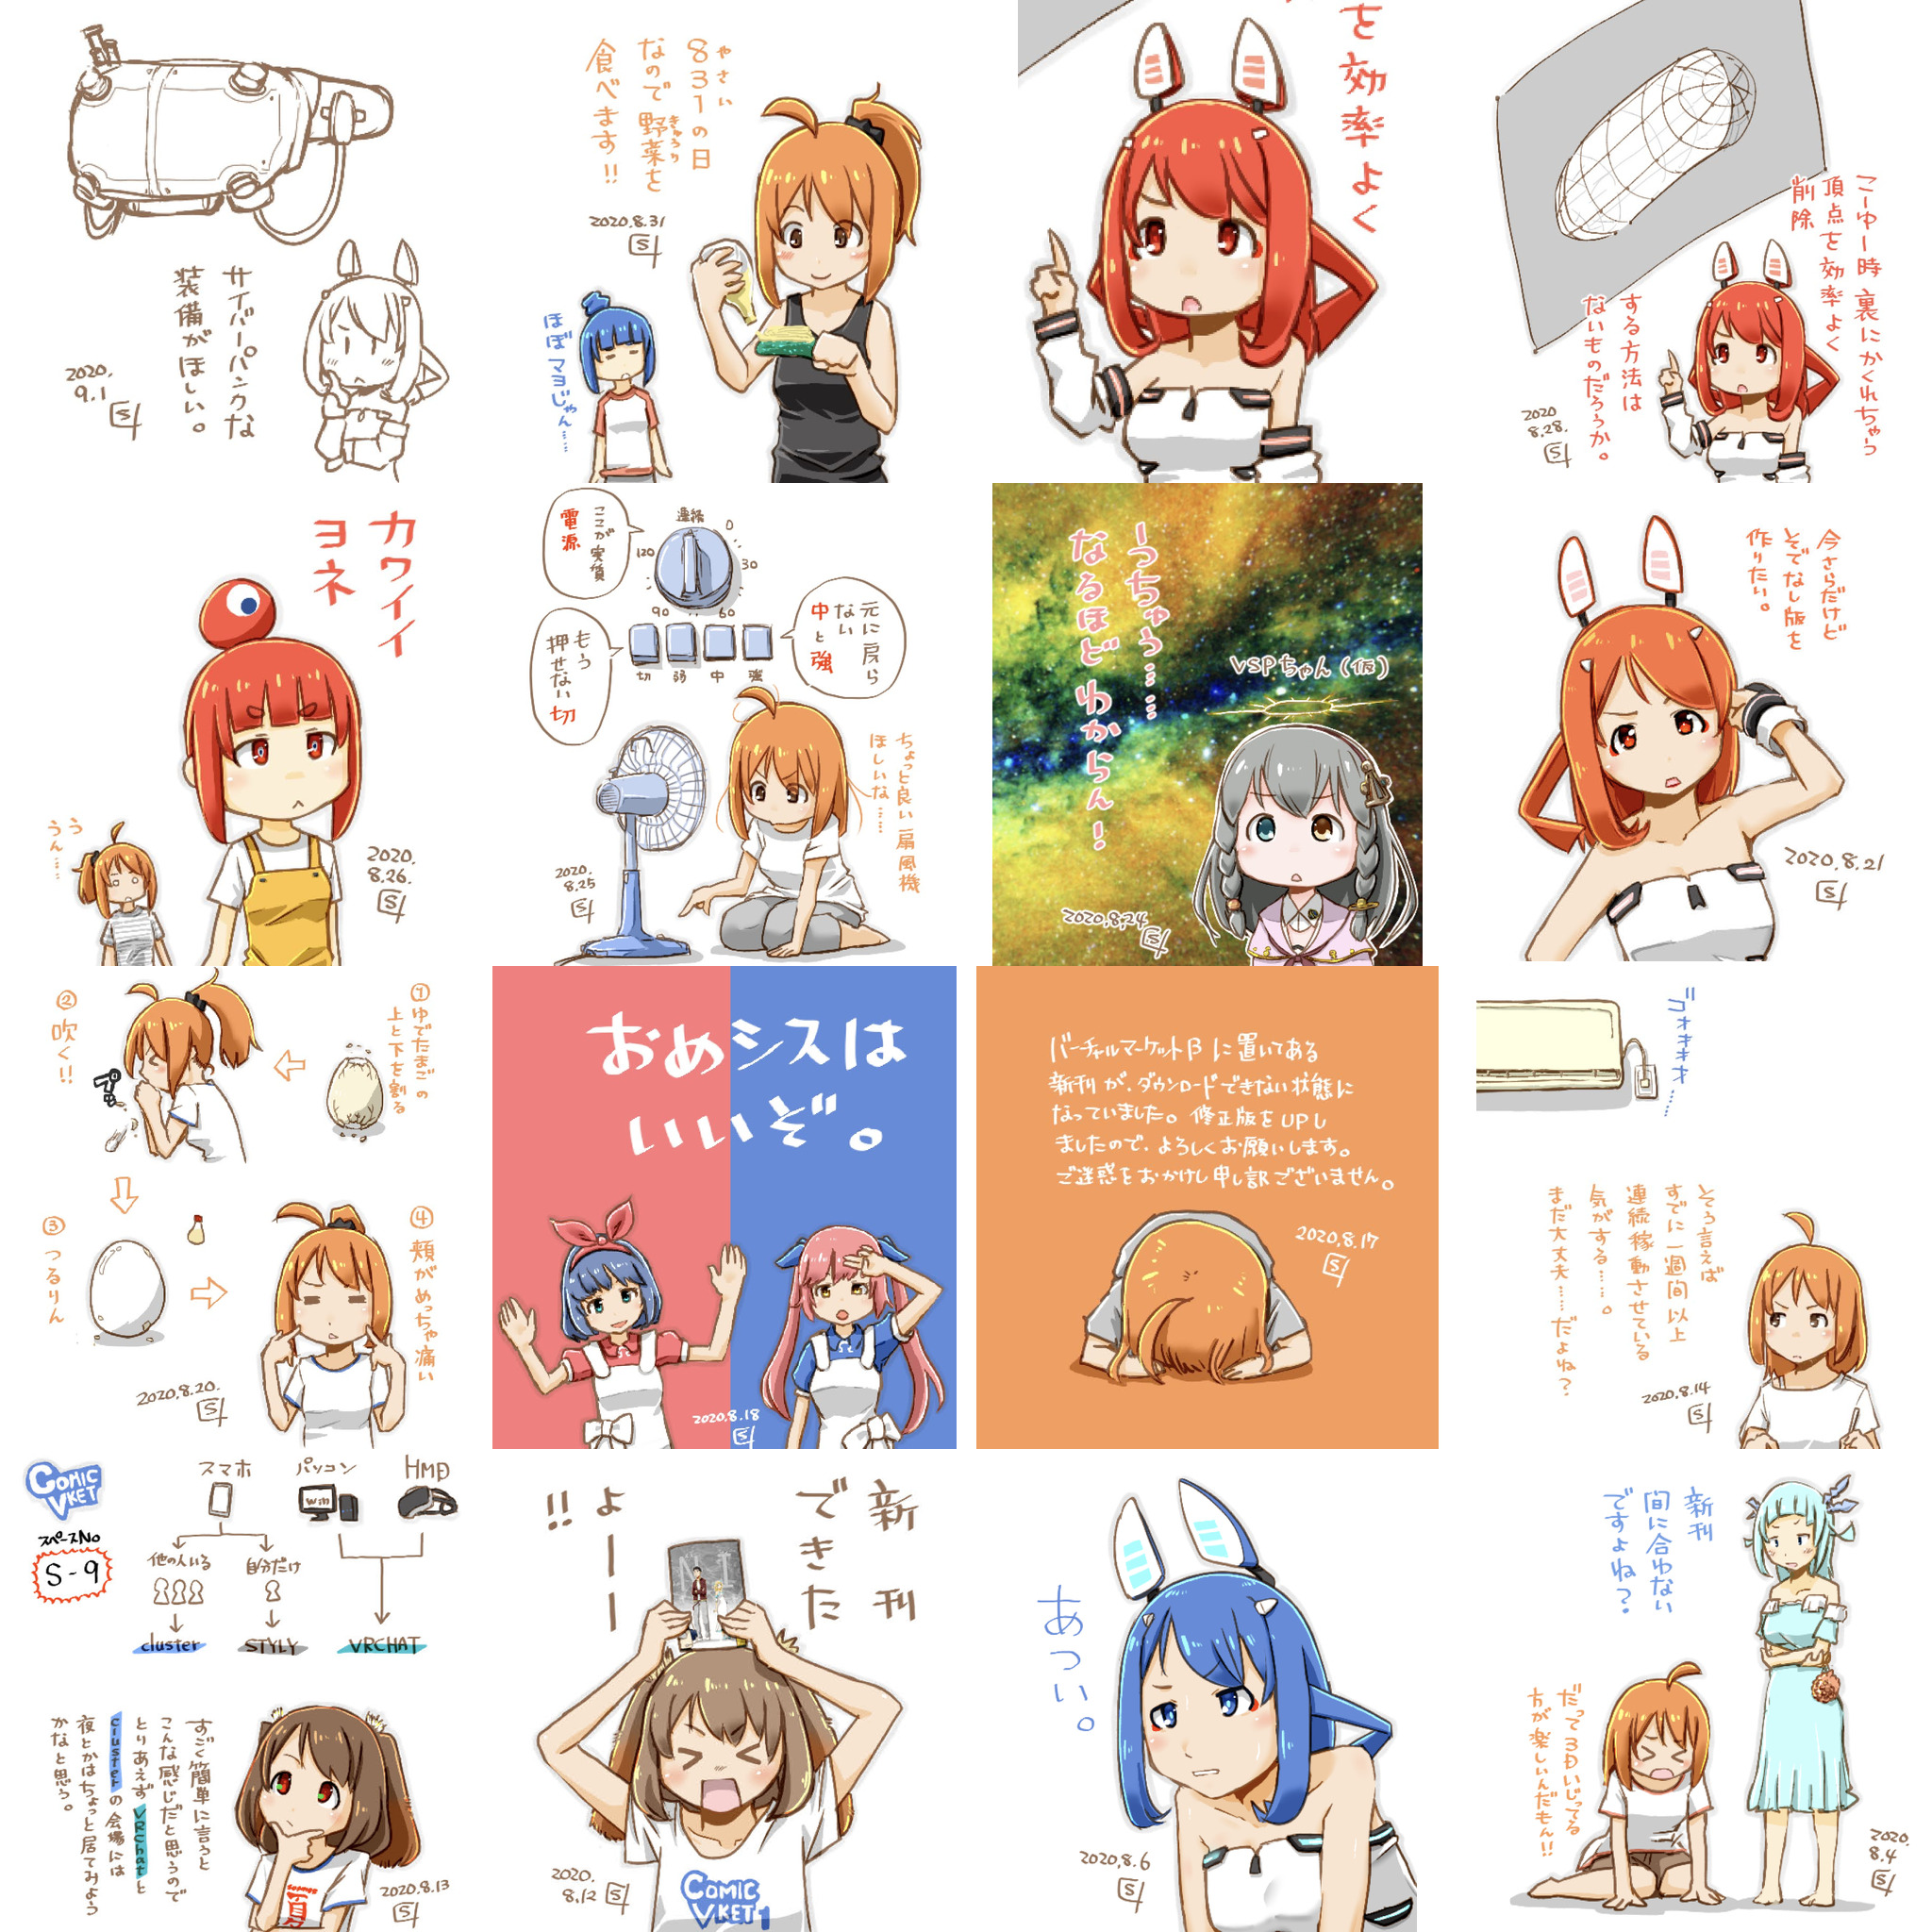 サイバーパンクな
装備がほしい。
2020.
9.1
やさい
831の日
なので野菜を
きゅうり
食べます!!
2020.8.31
ほぼマヨじゃん……
を効率よく
こーゆー時裏にかくれちゃう
頂点を効率よく
削除
する方法は
ないものだろうか。
2020
8.28.
カワイイ
ヨネ
うん……
2020.
8.26.
ここが実質
電源
連続
0
120
30
90
60
元に戻ら
ない
中と強
もう
押せない切
切
弱
中
強
ちょっと良い扇風機
ほしいな……
2020.
8.25
うちゅう……
なるほどわからん!
VSPちゃん(仮)
2020.8.24
今さらだけど
そでなし版を
作りたい。
2020.8.21
①ゆでたまごの
上と下を割る
②吹く!!
プー
③つるりん
④頬がめっちゃ痛い
2020.8.20.
おめシスは
いいぞ。
2020.8.18
バーチャルマーケットβに置いてある
新刊が、ダウンロードできない状態に
なっていました。修正版をUPし
ましたので、よろしくお願いします。
ご迷惑をおかけし申し訳ございません。
2020.8.17
ゴォォォォ……
そう言えば
すでに一週間以上
連続稼動させている
気がする……。
まだ大丈夫……だよね?
2020.8.14
COMIC
VKET
スペースNo
S-9
スマホ
パソコン
HMD
Win
他の人いる
自分だけ
cluster
STYLY
VRCHAT
すごく簡単に言うと
こんな感じだと思うので
とりあえずVRChatと
clusterの会場には
夜とかはちょっと居てみよう
かなと思う。
2020.8.13
新刊
できた
よーー
!!
2020.
8.12
COMIC
VKET1
あつい。
2020.8.6
新刊
間に合わない
ですよね?
だって3Dいじってる
方が楽しいんだもん!!
2020.
8.4